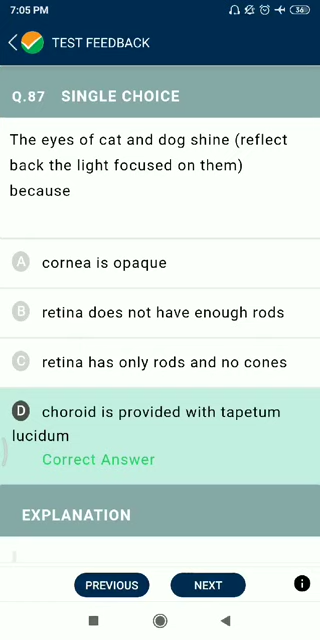 7:05 PM
36
TEST FEEDBACK
Q.87 SINGLE CHOICE
The eyes of cat and dog shine (reflect
back the light focused on them)
because
A cornea is opaque
B retina does not have enough rods
C retina has only rods and no cones
D choroid is provided with tapetum
lucidum
Correct Answer
EXPLANATION
PREVIOUS NEXT